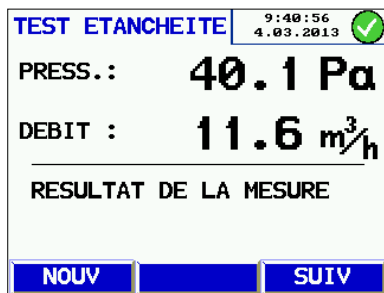 TEST ETANCHEITE
9:40:56
4.03.2013
PRESS.: 40.1 Pa
DEBIT : 11.6 m³/h
RESULTAT DE LA MESURE
NOUV SUIV